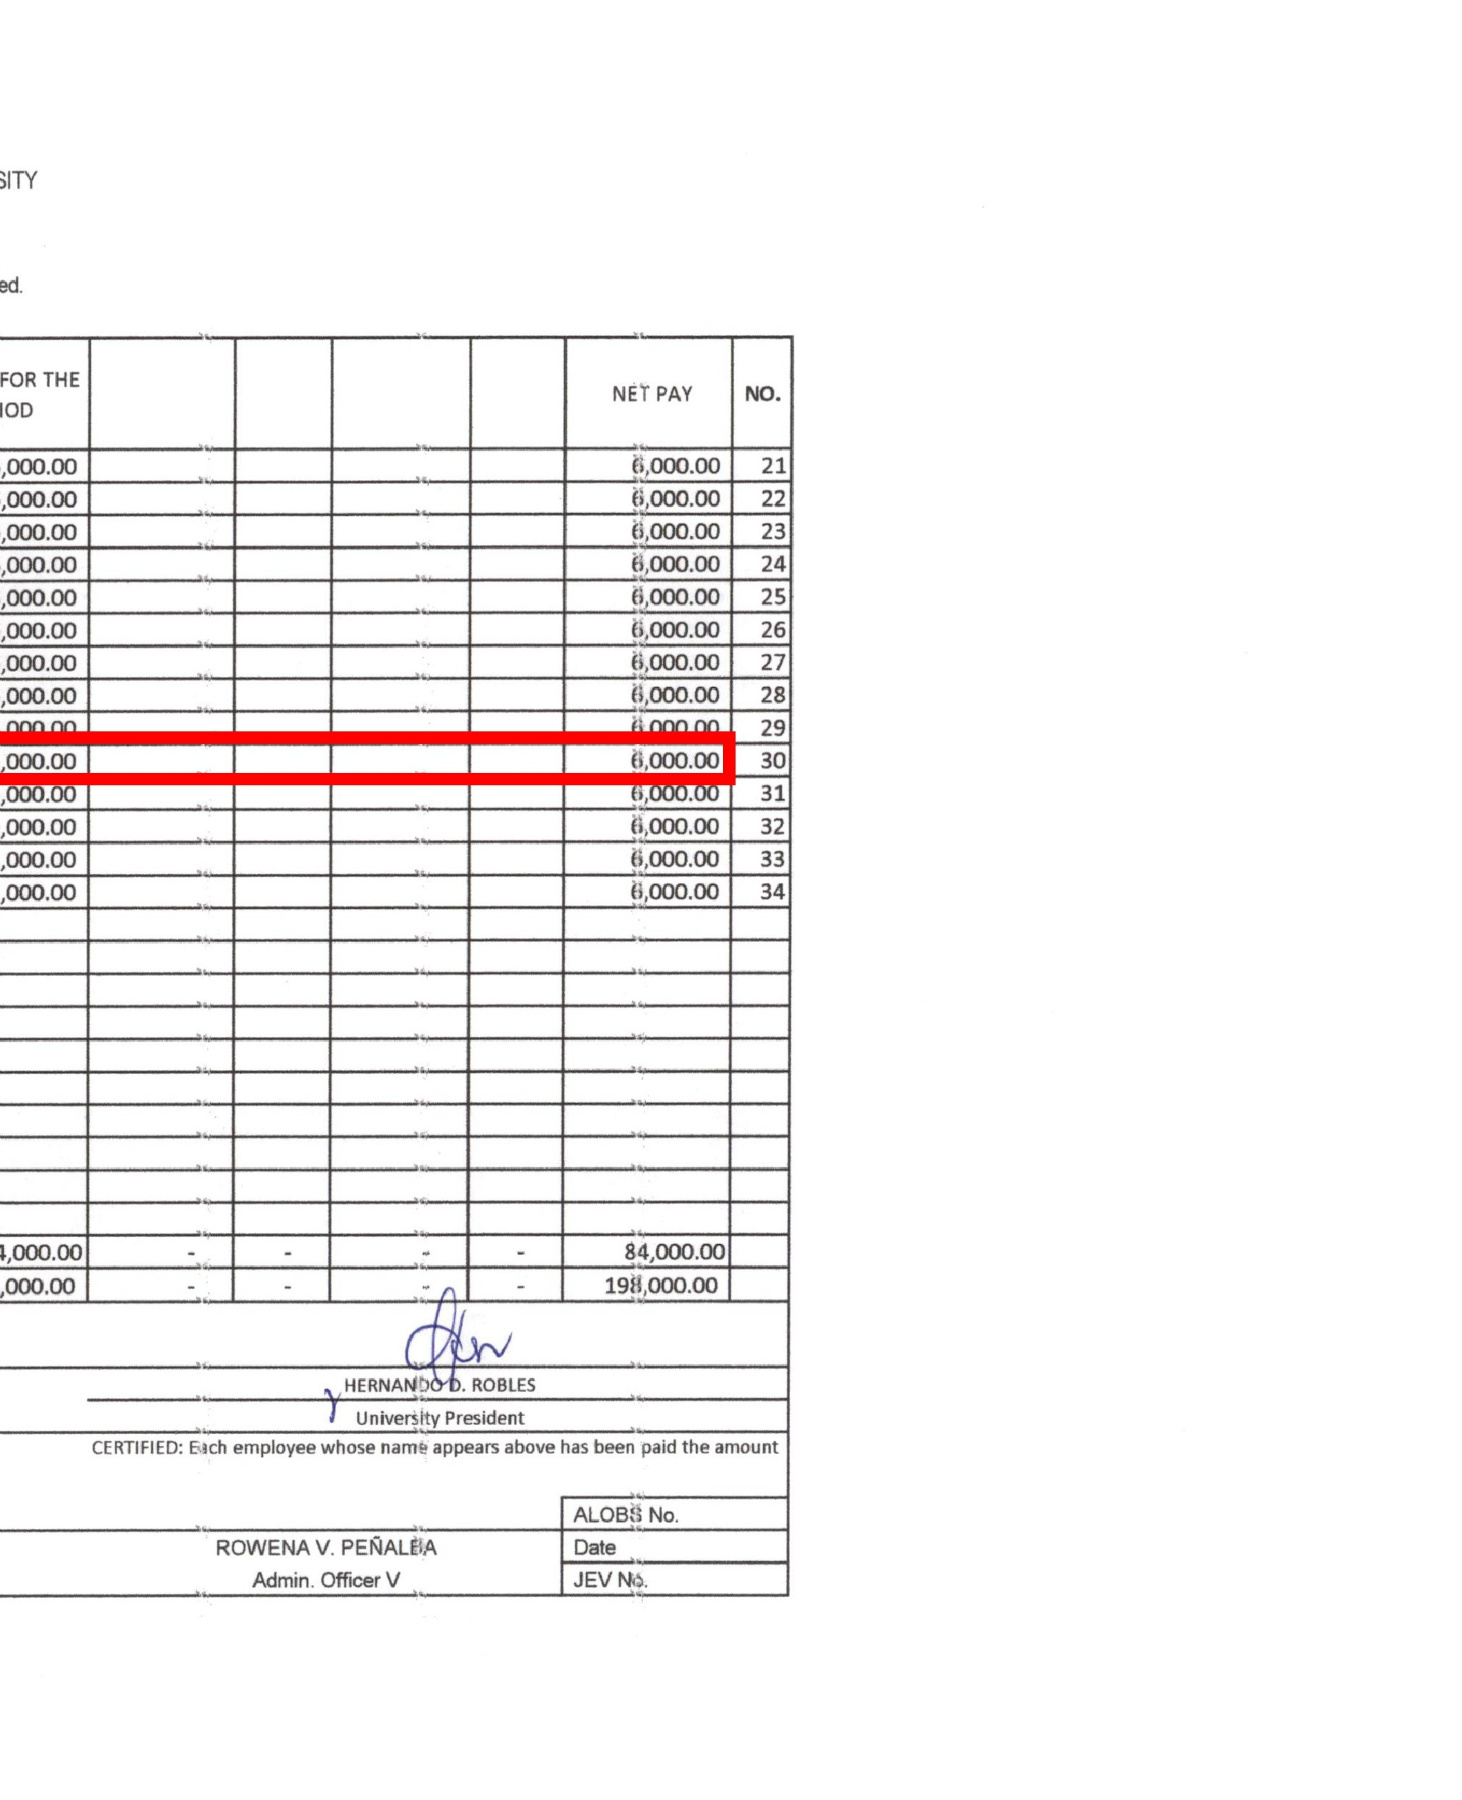 SITY
ed.
FOR THE
IOD
NET PAY
NO.
,000.00 6,000.00 21
,000.00 6,000.00 22
,000.00 6,000.00 23
,000.00 6,000.00 24
,000.00 6,000.00 25
,000.00 6,000.00 26
,000.00 6,000.00 27
,000.00 6,000.00 28
,000.00 6,000.00 29
,000.00 6,000.00 30
,000.00 6,000.00 31
,000.00 6,000.00 32
,000.00 6,000.00 33
,000.00 6,000.00 34
4,000.00 - - - - 84,000.00
,000.00 - - - - 198,000.00
HERNANDO D. ROBLES
University President
CERTIFIED: Each employee whose name appears above has been paid the amount
ALOBS No.
ROWENA V. PEÑALBA Date
Admin. Officer V JEV No.